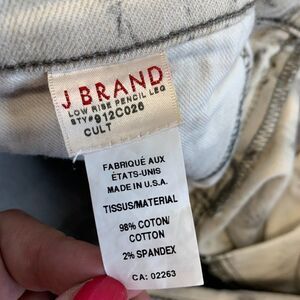 J BRAND
LOW RISE PENCIL LEG
STY#912C026
CULT
FABRIQUÉ AUX
ÉTATS-UNIS
MADE IN U.S.A.
TISSUS/MATERIAL
98% COTON/
COTTON
2% SPANDEX
CA: 02263